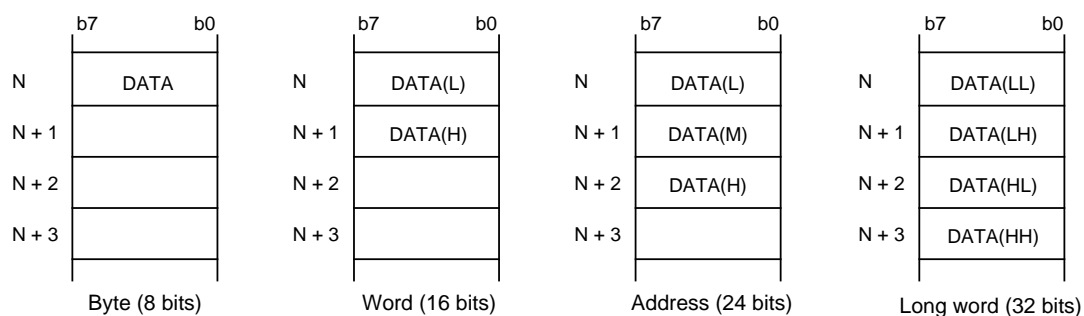 b7 b0 b7 b0 b7 b0 b7 b0
N DATA N DATA(L) N DATA(L) N DATA(LL)
N + 1 N + 1 DATA(H) N + 1 DATA(M) N + 1 DATA(LH)
N + 2 N + 2 N + 2 DATA(H) N + 2 DATA(HL)
N + 3 N + 3 N + 3 N + 3 DATA(HH)
Byte (8 bits) Word (16 bits) Address (24 bits) Long word (32 bits)